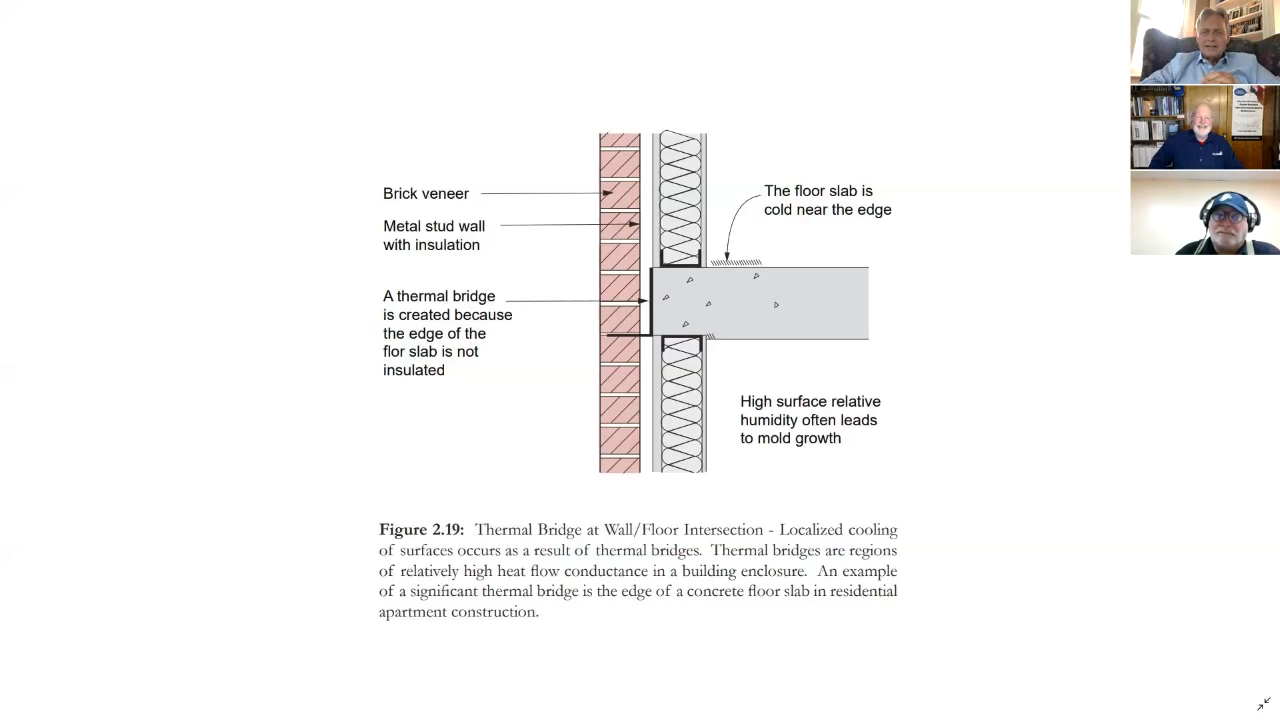 Brick veneer
Metal stud wall
with insulation
A thermal bridge
is created because
the edge of the
flor slab is not
insulated
The floor slab is
cold near the edge
High surface relative
humidity often leads
to mold growth
Figure 2.19: Thermal Bridge at Wall/Floor Intersection - Localized cooling
of surfaces occurs as a result of thermal bridges. Thermal bridges are regions
of relatively high heat flow conductance in a building enclosure. An example
of a significant thermal bridge is the edge of a concrete floor slab in residential
apartment construction.